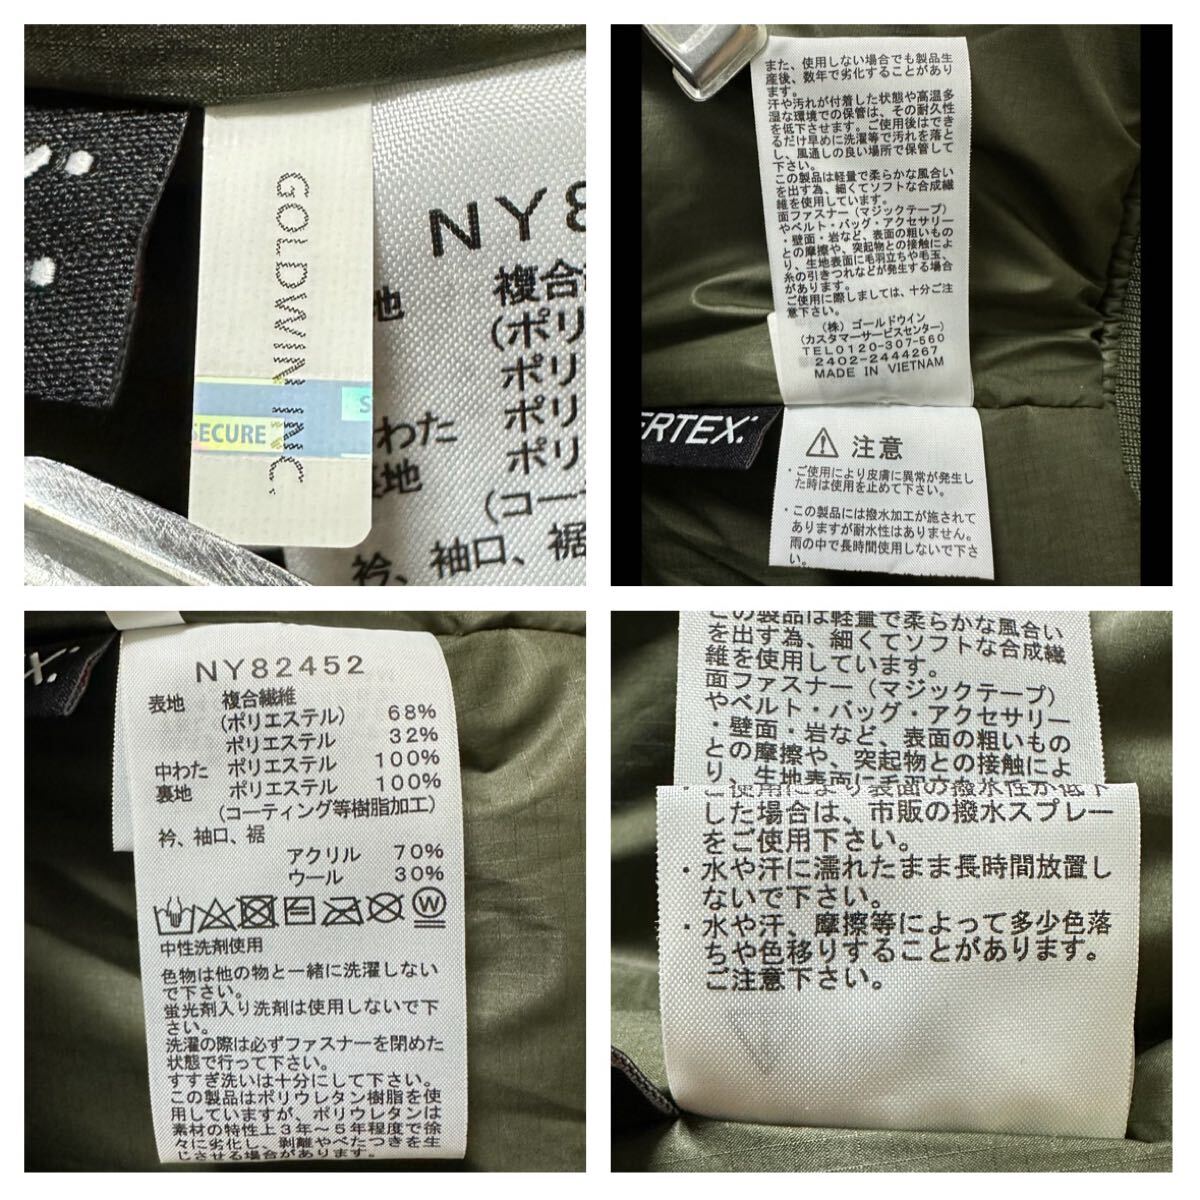 GOLDWIN INC.
SECURE
S
NY8
複合
地
(ポリ
ポリ
ポリ
わた
ポリ
地
(コー
衿、袖口、裾
また、使用しない場合でも製品生
産後、数年で劣化することがあり
ます。
汗や汚れが付着した状態や高温多
湿な環境での保管は、その耐久性
を低下させます。ご使用後はでき
るだけ早めに洗濯等で汚れを落と
し、風通しの良い場所で保管して
下さい。
この製品は軽量で柔らかな風合い
を出す為、細くてソフトな合成繊
維を使用しています。
面ファスナー(マジックテープ)
やベルト・バッグ・アクセサリー
・壁面・岩など、表面の粗いもの
との摩擦や、突起物との接触によ
り、生地表面に毛羽立ちや毛玉、
糸の引きつれなどが発生する場合
があります。
ご使用に際しましては、十分ご注
意下さい。
(株)ゴールドウイン
(カスタマーサービスセンター)
TEL0120-307-560
2402-2444267
MADE IN VIETNAM
ERTEX.
注意
・ご使用により皮膚に異常が発生し
た時は使用を止めて下さい。
・この製品には撥水加工が施されて
ありますが耐水性はありません。
雨の中で長時間使用しないで下さ
い。
X.
NY82452
表地 複合繊維
(ポリエステル) 68%
ポリエステル 32%
中わた ポリエステル 100%
裏地 ポリエステル 100%
(コーティング等樹脂加工)
衿、袖口、裾
アクリル 70%
ウール 30%
W
中性洗剤使用
色物は他の物と一緒に洗濯しない
で下さい。
蛍光剤入り洗剤は使用しないで下
さい。
洗濯の際は必ずファスナーを閉めた
状態で行って下さい。
すすぎ洗いは十分にして下さい。
この製品はポリウレタン樹脂を使
用していますが、ポリウレタンは
素材の特性上3年~5年程度で徐
々に劣化し、剥離やべたつきを生
じさせる場合があります。
この製品は軽量で柔らかな風合い
を出す為、細くてソフトな合成繊
維を使用しています。
面ファスナー(マジックテープ)
やベルト・バッグ・アクセサリー
・壁面・岩など、表面の粗いもの
との摩擦や、突起物との接触によ
り、生地表面に毛羽立ちや毛玉、
・ご使用により表面の撥水性が低下
した場合は、市販の撥水スプレー
をご使用下さい。
・水や汗に濡れたまま長時間放置し
ないで下さい。
・水や汗、摩擦等によって多少色落
ちや色移りすることがあります。
ご注意下さい。